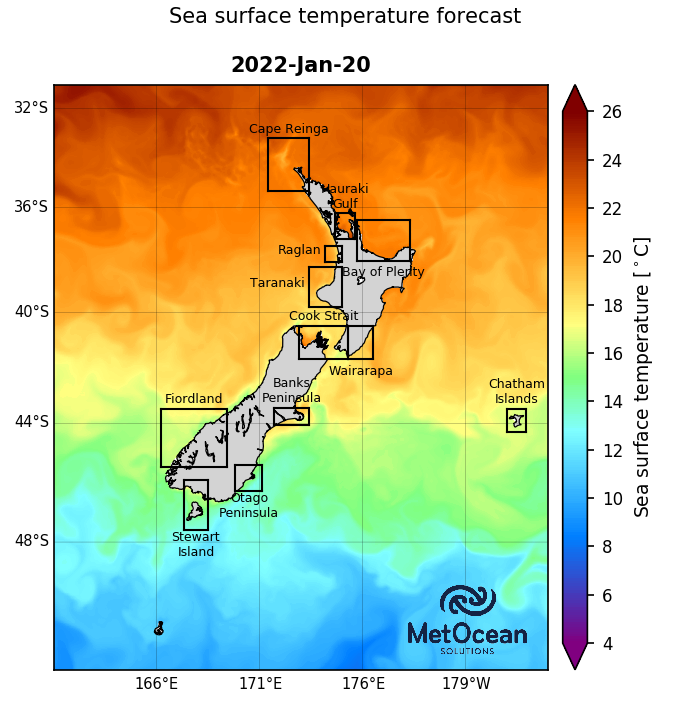 Sea surface temperature forecast
2022-Jan-20
32°S
36°S
40°S
44°S
48°S
Cape Reinga
Hauraki
Gulf
Raglan
Bay of Plenty
Taranaki
Cook Strait
Wairarapa
Banks
Peninsula
Fiordland
Chatham
Islands
Otago
Peninsula
Stewart
Island
MetOcean
SOLUTIONS
166°E
171°E
176°E
179°W
26
24
22
20
18
16
14
12
10
8
6
4
Sea surface temperature [°C]